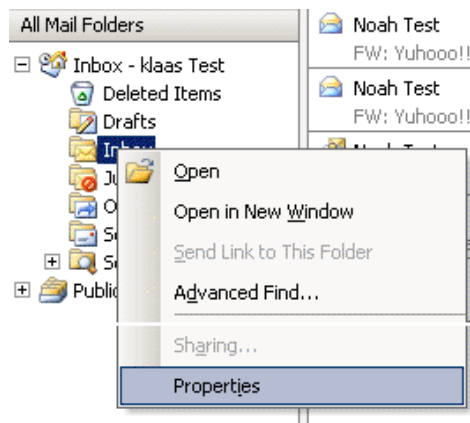 All Mail Folders
Inbox - klaas Test
Deleted Items
Drafts
Public
Open
Open in New Window
Send Link to This Folder
Advanced Find...
Sharing...
Properties
Noah Test
FW: Yuhooo!!
Noah Test
FW: Yuhooo!!